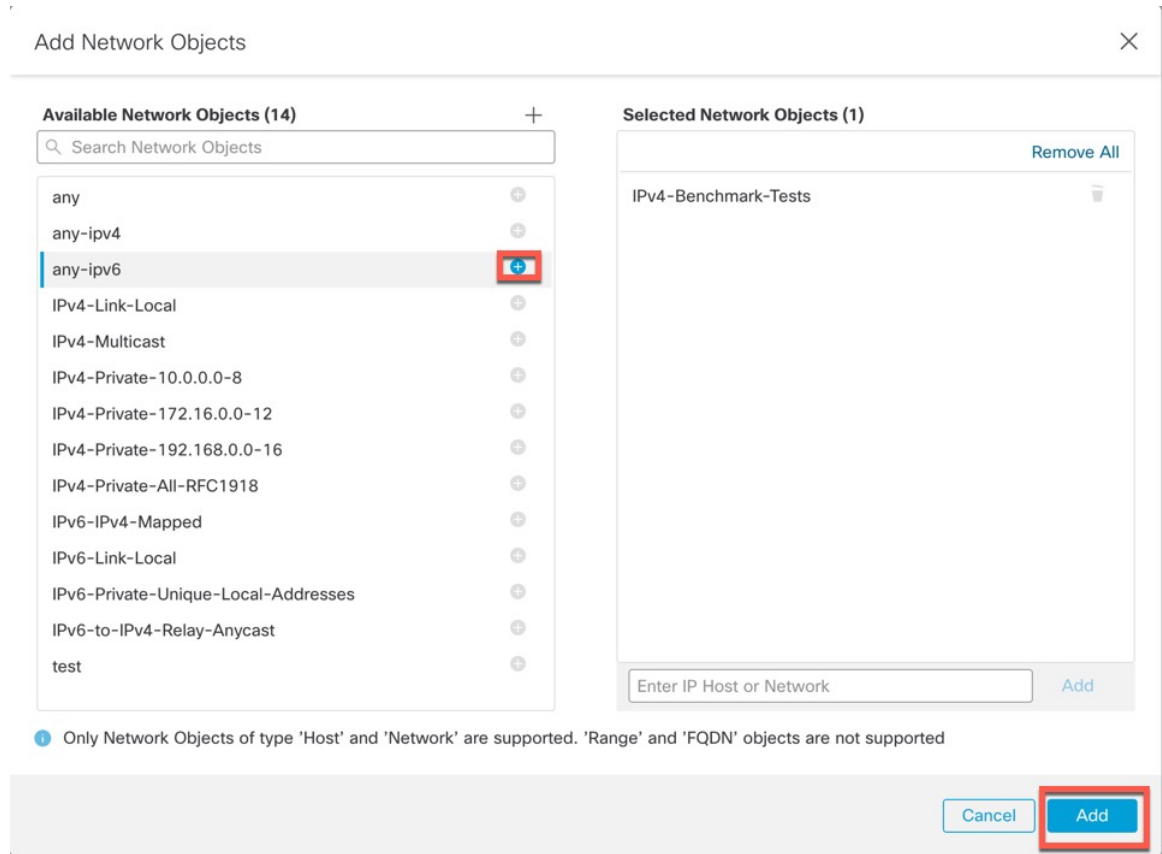 Add Network Objects
Available Network Objects (14)
Search Network Objects
any
any-ipv4
any-ipv6
IPv4-Link-Local
IPv4-Multicast
IPv4-Private-10.0.0.0-8
IPv4-Private-172.16.0.0-12
IPv4-Private-192.168.0.0-16
IPv4-Private-All-RFC1918
IPv6-IPv4-Mapped
IPv6-Link-Local
IPv6-Private-Unique-Local-Addresses
IPv6-to-IPv4-Relay-Anycast
test
Selected Network Objects (1)
Remove All
IPv4-Benchmark-Tests
Enter IP Host or Network
Add
Only Network Objects of type 'Host' and 'Network' are supported. 'Range' and 'FQDN' objects are not supported
Cancel
Add